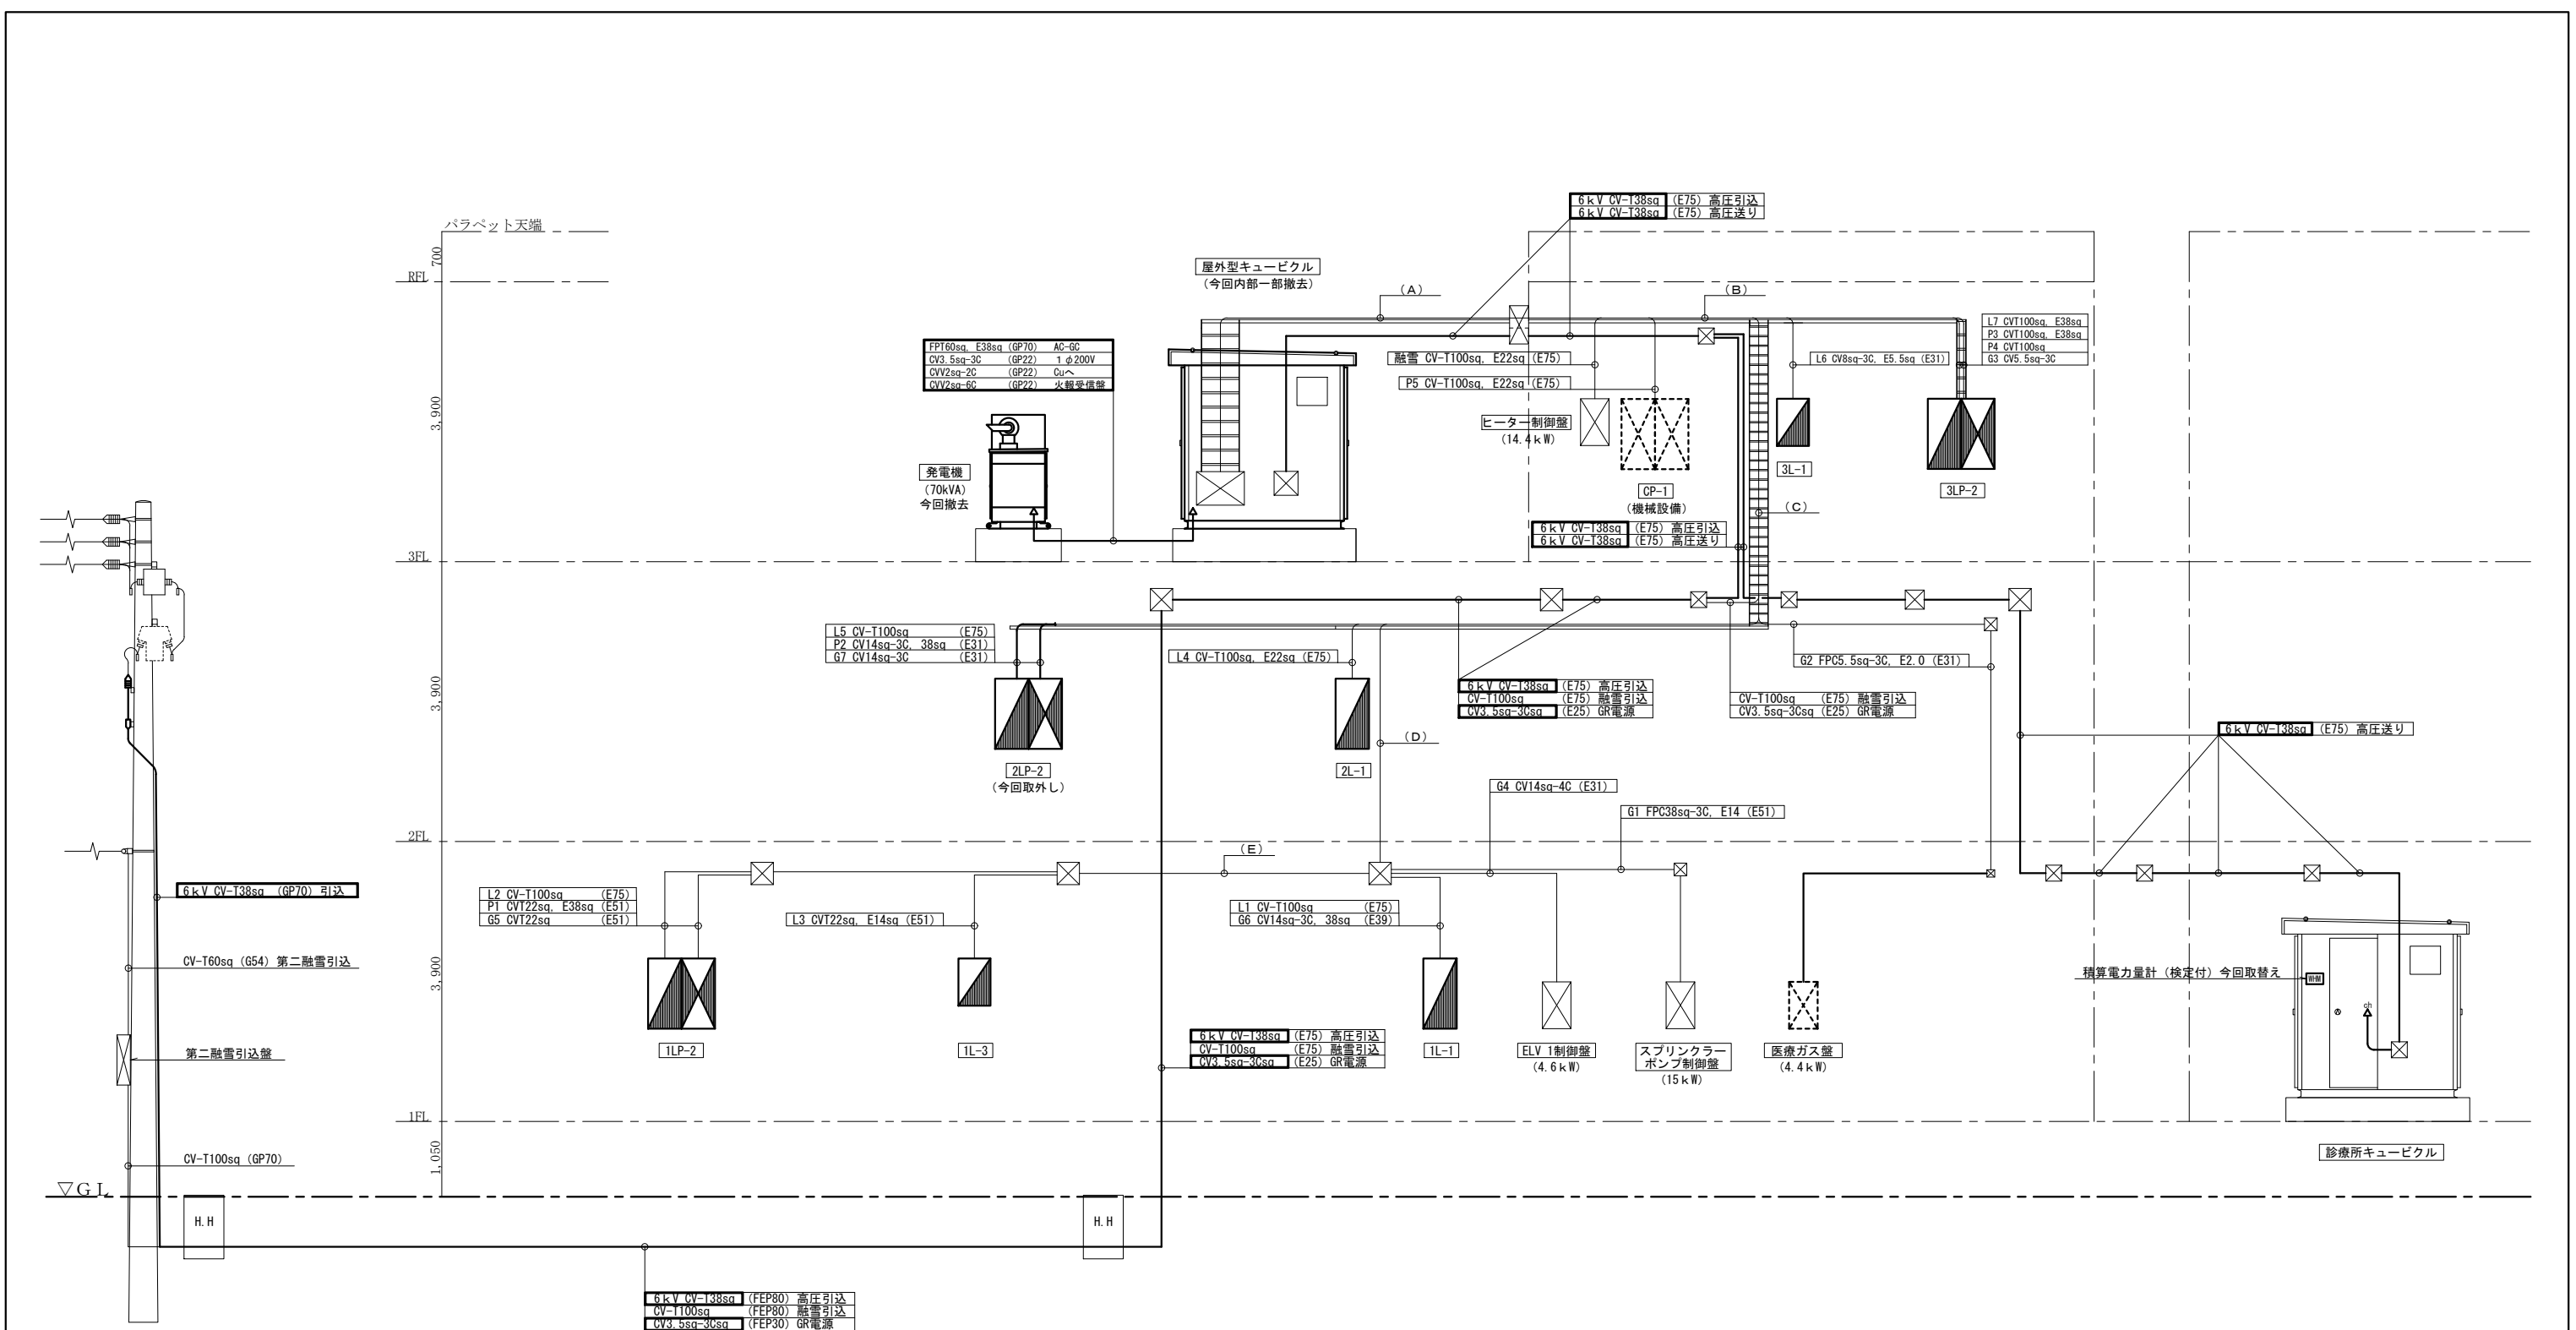 6ｋV CV-T38sq (E75) 高圧引込
6ｋV CV-T38sq (E75) 高圧送り
パラペット天端
700
RFL
屋外型キュービクル
(今回内部一部撤去)
(A)
(B)
L7 CVT100sq, E38sq
P3 CVT100sq, E38sq
P4 CVT100sq
G3 CV5.5sq-3C
FPT60sq, E38sq (GP70) AC-GC
CV3.5sq-3C (GP22) 1φ200V
CVV2sq-2C (GP22) Cuへ
CVV2sq-6C (GP22) 火報受信盤
融雪 CV-T100sq, E22sq (E75)
L6 CV8sq-3C, E5.5sq (E31)
P5 CV-T100sq, E22sq (E75)
3,900
ヒーター制御盤
(14.4ｋW)
発電機
(70kVA)
今回撤去
3L-1
3LP-2
CP-1
(機械設備)
(C)
6ｋV CV-T38sq (E75) 高圧引込
6ｋV CV-T38sq (E75) 高圧送り
3FL
L5 CV-T100sq (E75)
P2 CV14sq-3C, 38sq (E31)
G7 CV14sq-3C (E31)
L4 CV-T100sq, E22sq (E75)
G2 FPC5.5sq-3C, E2.0 (E31)
6ｋV CV-T38sq (E75) 高圧引込
CV-T100sq (E75) 融雪引込
CV3.5sq-3Csq (E25) GR電源
CV-T100sq (E75) 融雪引込
CV3.5sq-3Csq (E25) GR電源
3,900
6ｋV CV-T38sq (E75) 高圧送り
(D)
2LP-2
(今回取外し)
2L-1
G4 CV14sq-4C (E31)
G1 FPC38sq-3C, E14 (E51)
2FL
(E)
6ｋV CV-T38sq (GP70) 引込
L2 CV-T100sq (E75)
P1 CVT22sq, E38sq (E51)
G5 CVT22sq (E51)
L3 CVT22sq, E14sq (E51)
L1 CV-T100sq (E75)
G6 CV14sq-3C, 38sq (E39)
CV-T60sq (G54) 第二融雪引込
3,900
積算電力量計(検定付)今回取替え
WHM
ch
第二融雪引込盤
1LP-2
1L-3
6ｋV CV-T38sq (E75) 高圧引込
CV-T100sq (E75) 融雪引込
CV3.5sq-3Csq (E25) GR電源
1L-1
ELV 1制御盤
(4.6ｋW)
スプリンクラー
ポンプ制御盤
(15ｋW)
医療ガス盤
(4.4ｋW)
1FL
1,050
CV-T100sq (GP70)
診療所キュービクル
▽GL
H.H
H.H
6ｋV CV-T38sq (FEP80) 高圧引込
CV-T100sq (FEP80) 融雪引込
CV3.5sq-3Csq (FEP30) GR電源